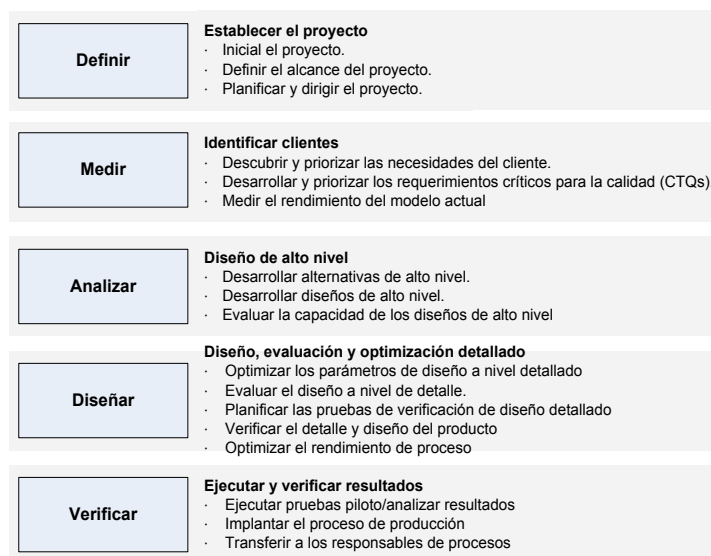 Definir
Establecer el proyecto
· Inicial el proyecto.
· Definir el alcance del proyecto.
· Planificar y dirigir el proyecto.
Medir
Identificar clientes
· Descubrir y priorizar las necesidades del cliente.
· Desarrollar y priorizar los requerimientos críticos para la calidad (CTQs)
· Medir el rendimiento del modelo actual
Analizar
Diseño de alto nivel
· Desarrollar alternativas de alto nivel.
· Desarrollar diseños de alto nivel.
· Evaluar la capacidad de los diseños de alto nivel
Diseñar
Diseño, evaluación y optimización detallado
· Optimizar los parámetros de diseño a nivel detallado
· Evaluar el diseño a nivel de detalle.
· Planificar las pruebas de verificación de diseño detallado
· Verificar el detalle y diseño del producto
· Optimizar el rendimiento de proceso
Verificar
Ejecutar y verificar resultados
· Ejecutar pruebas piloto/analizar resultados
· Implantar el proceso de producción
· Transferir a los responsables de procesos